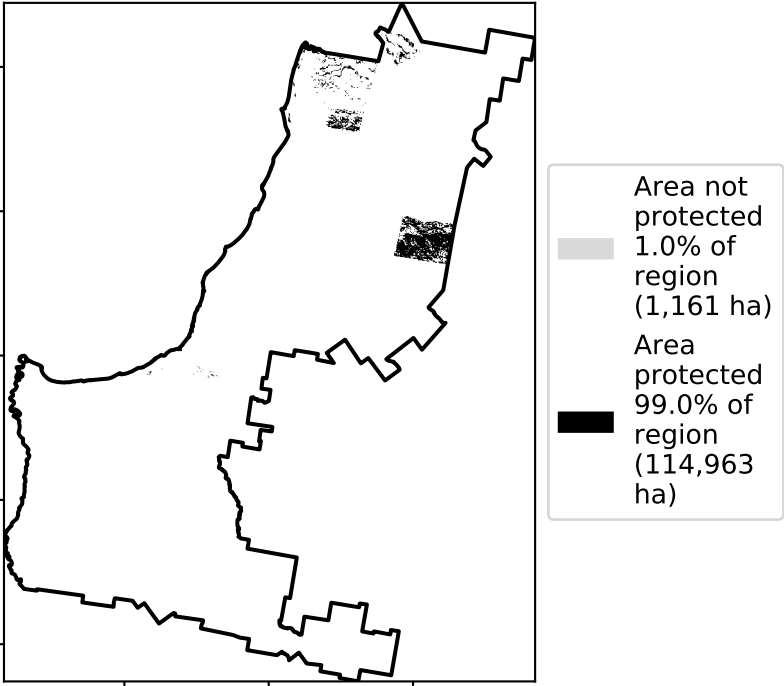 Area not
protected
1.0% of
region
(1,161 ha)
Area
protected
99.0% of
region
(114,963
ha)